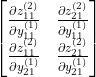 \begin{bmatrix} \frac{\partial z_{11}^{(2)}}{\partial y_{11}^{(1)}} & \frac{\partial z_{21}^{(2)}}{\partial y_{11}^{(1)}} \\ \frac{\partial z_{11}^{(2)}}{\partial y_{21}^{(1)}} & \frac{\partial z_{21}^{(2)}}{\partial y_{21}^{(1)}} \end{bmatrix}